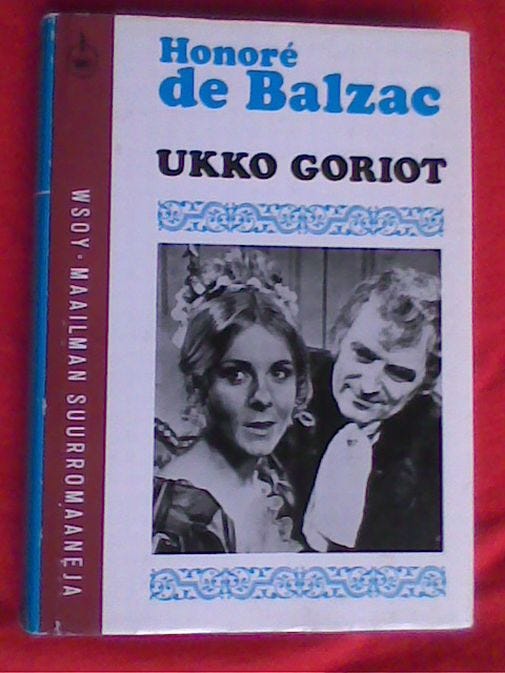 Honoré
de Balzac
UKKO GORIOT
WSOY · MAAILMAN SUURROMAANEJA